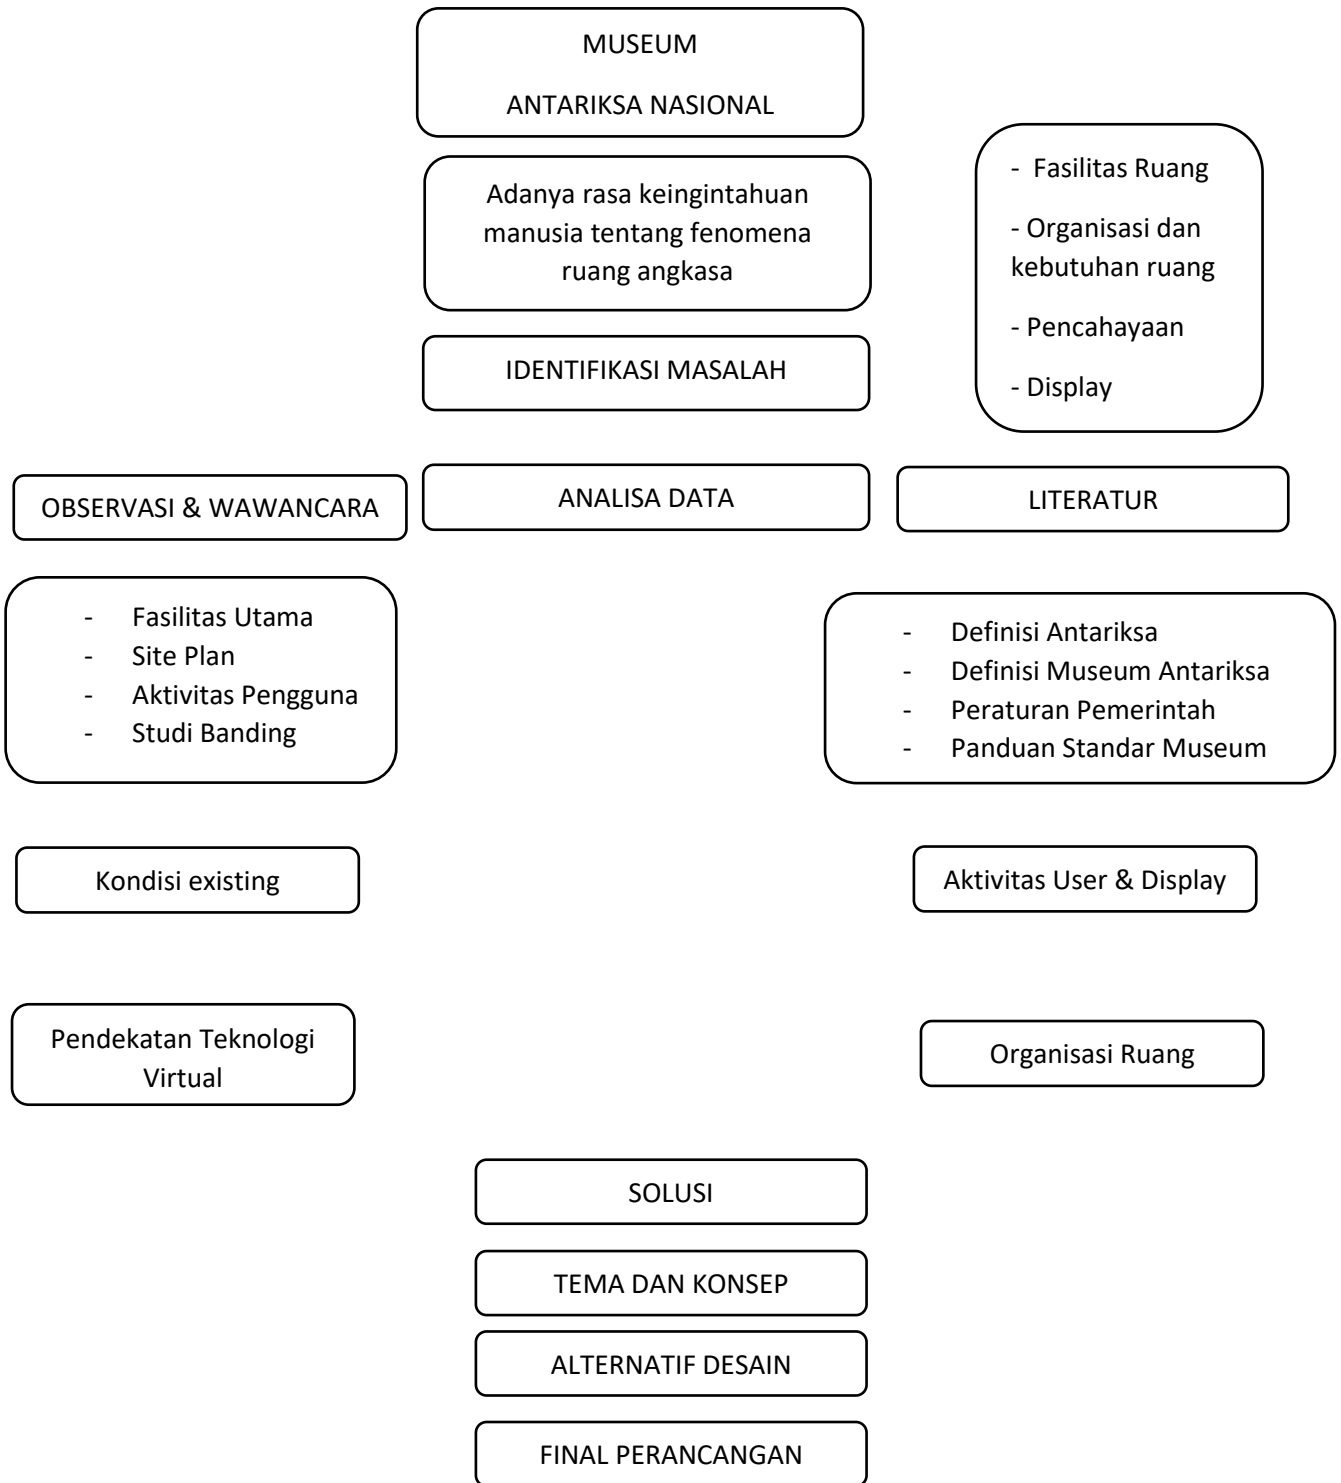 MUSEUM
ANTARIKSA NASIONAL
Adanya rasa keingintahuan
manusia tentang fenomena
ruang angkasa
- Fasilitas Ruang
- Organisasi dan
kebutuhan ruang
- Pencahayaan
- Display
IDENTIFIKASI MASALAH
OBSERVASI & WAWANCARA
ANALISA DATA
LITERATUR
- Fasilitas Utama
- Site Plan
- Aktivitas Pengguna
- Studi Banding
- Definisi Antariksa
- Definisi Museum Antariksa
- Peraturan Pemerintah
- Panduan Standar Museum
Kondisi existing
Aktivitas User & Display
Pendekatan Teknologi
Virtual
Organisasi Ruang
SOLUSI
TEMA DAN KONSEP
ALTERNATIF DESAIN
FINAL PERANCANGAN